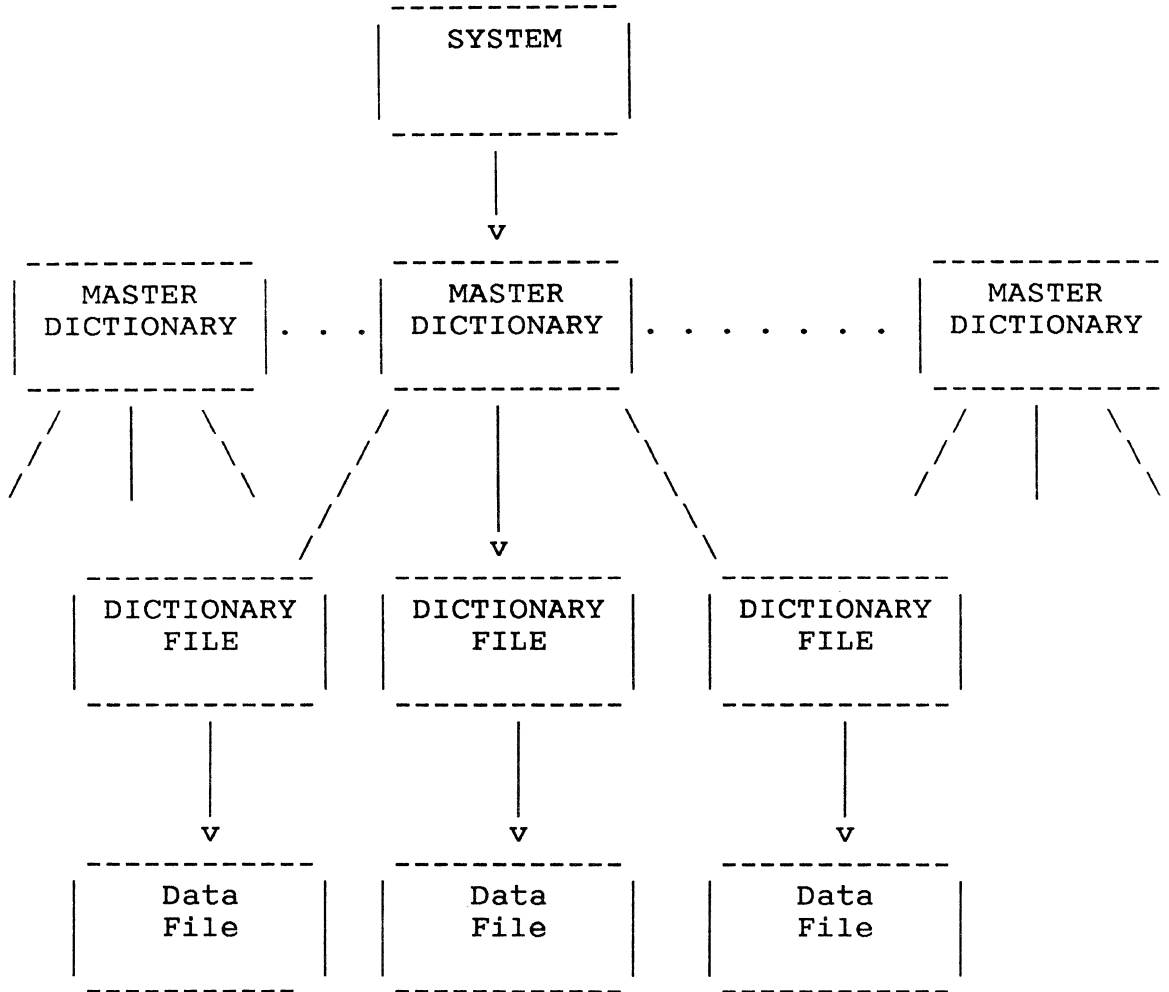 SYSTEM
v
MASTER MASTER MASTER
DICTIONARY . . . DICTIONARY . . . . . . . . DICTIONARY
v
DICTIONARY DICTIONARY DICTIONARY
FILE FILE FILE
v v v
Data Data Data
File File File